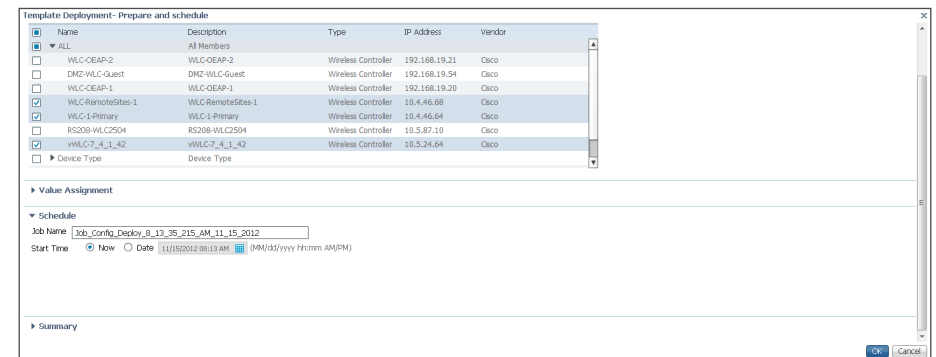 Template Deployment- Prepare and schedule
Name Description Type IP Address Vendor
ALL All Members
WLC-OEAP-2 WLC-OEAP-2 Wireless Controller 192.168.19.21 Cisco
DMZ-WLC-Guest DMZ-WLC-Guest Wireless Controller 192.168.19.54 Cisco
WLC-OEAP-1 WLC-OEAP-1 Wireless Controller 192.168.19.20 Cisco
WLC-RemoteSites-1 WLC-RemoteSites-1 Wireless Controller 10.4.46.68 Cisco
WLC-1-Primary WLC-1-Primary Wireless Controller 10.4.46.64 Cisco
RS208-WLC2504 RS208-WLC2504 Wireless Controller 10.5.87.10 Cisco
vWLC-7_4_1_42 vWLC-7_4_1_42 Wireless Controller 10.5.24.64 Cisco
Device Type Device Type
Value Assignment
Schedule
Job Name Job_Config_Deploy_8_13_35_215_AM_11_15_2012
Start Time Now Date 11/15/2012 08:13 AM (MM/dd/yyyy hh:mm AM/PM)
Summary
OK Cancel